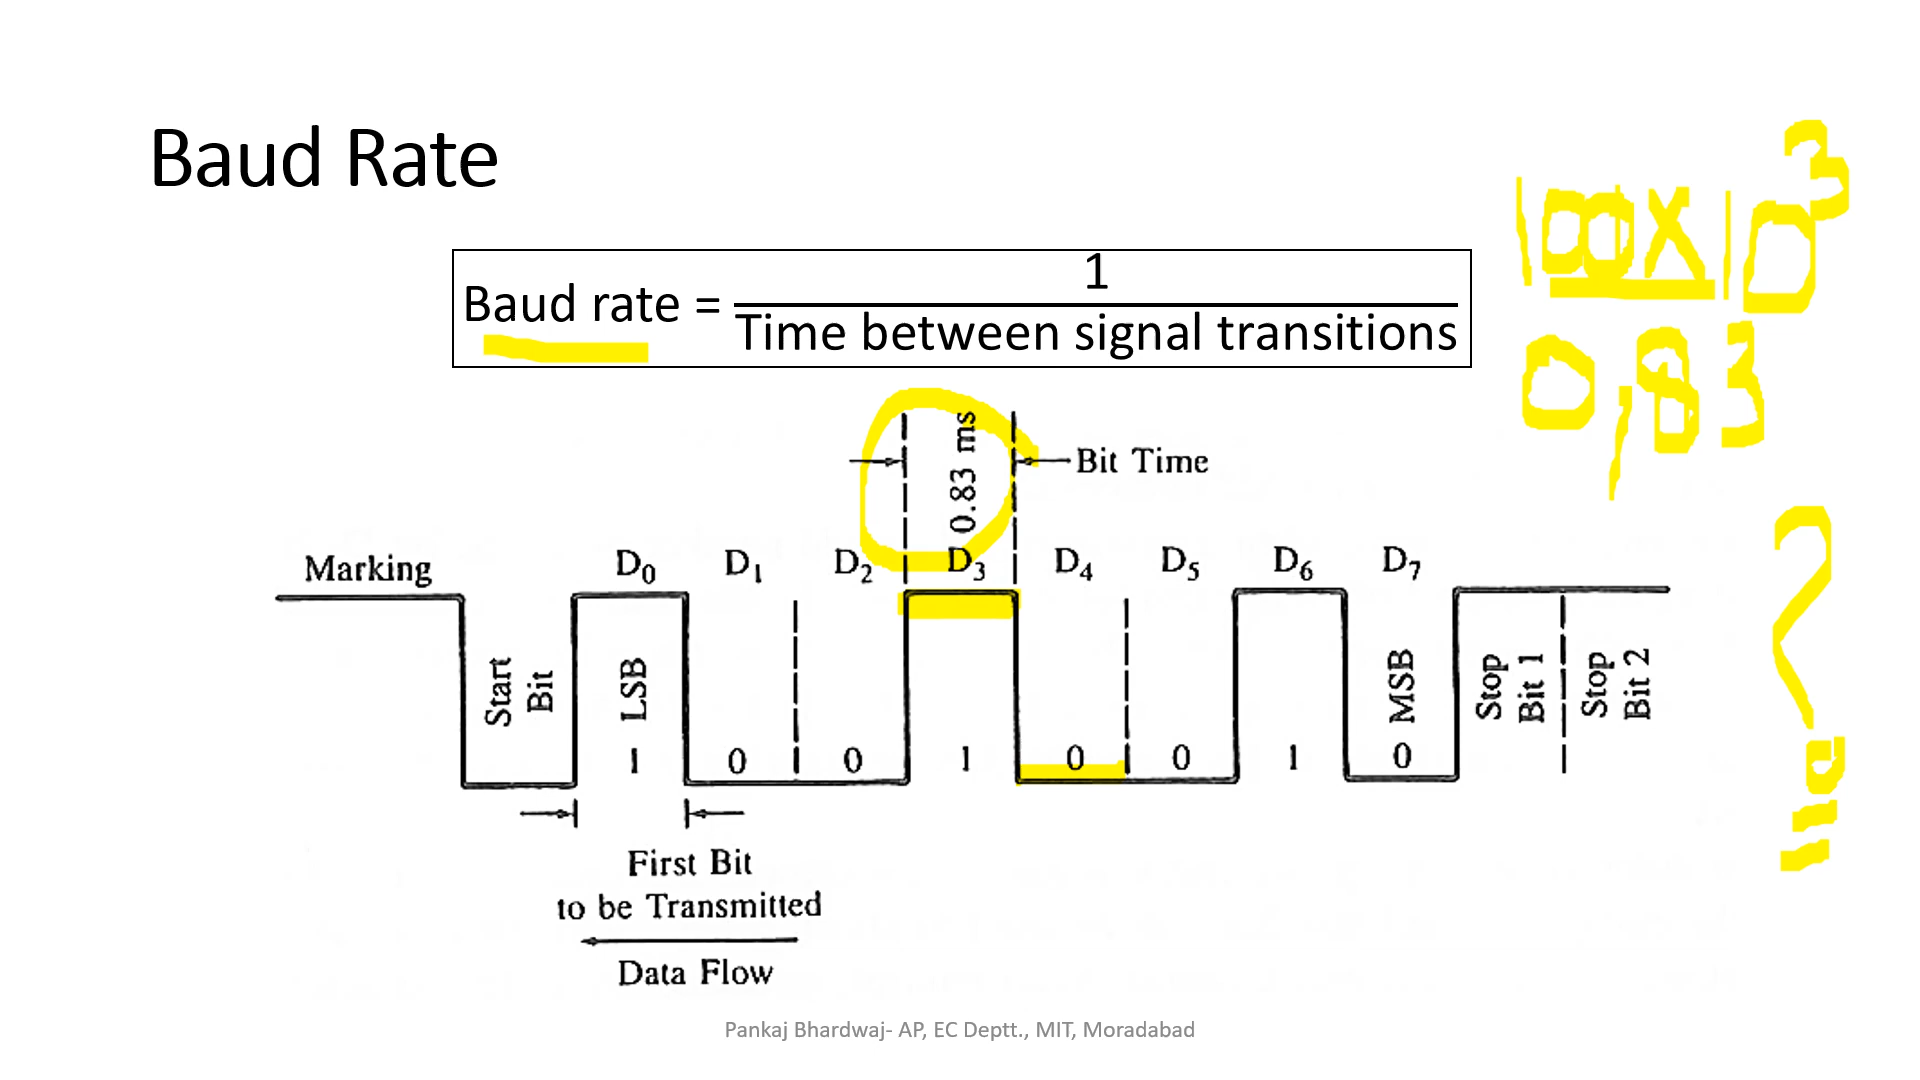 Baud Rate
100X10³
Baud rate = 1
Time between signal transitions
0,83
0.83 ms
Bit Time
Marking D₀ D₁ D₂ D₃ D₄ D₅ D₆ D₇
Start
Bit
LSB
MSB
Stop
Bit 1
Stop
Bit 2
1 0 0 1 0 0 1 0
First Bit
to be Transmitted
Data Flow
Pankaj Bhardwaj- AP, EC Deptt., MIT, Moradabad